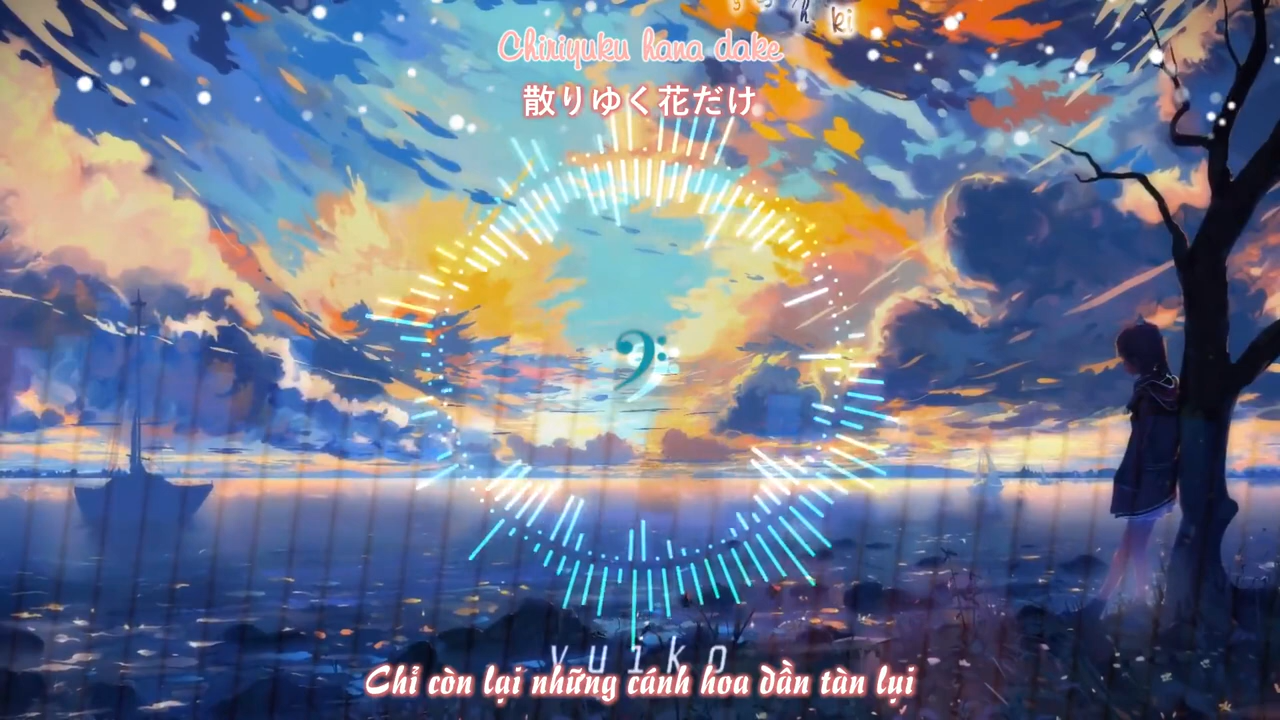 Chiriyuku hana dake
散りゆく花だけ
yuiko
Chỉ còn lại những cánh hoa dần tàn lụi